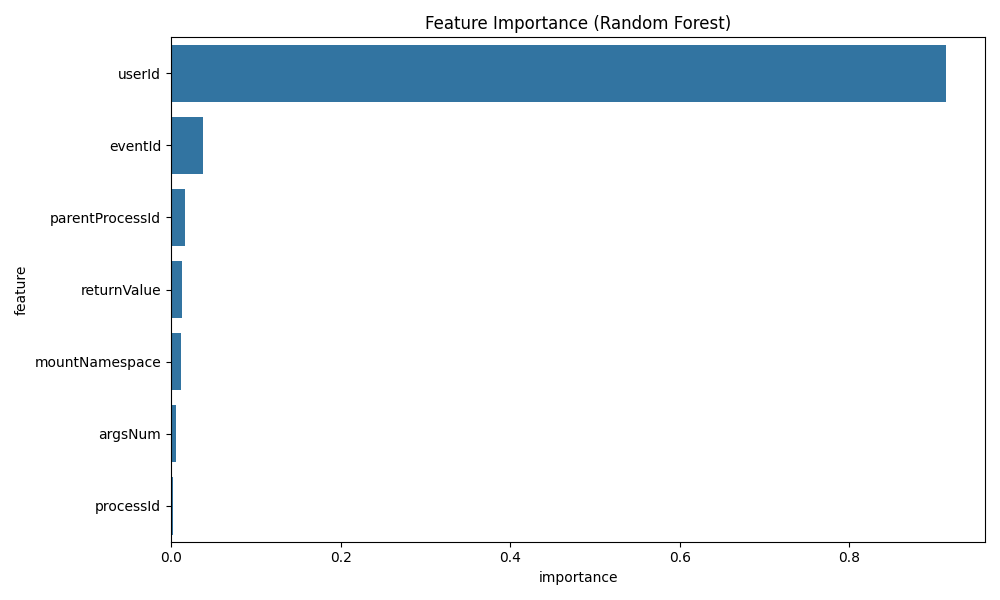 Feature Importance (Random Forest)
userId
eventId
parentProcessId
returnValue
mountNamespace
argsNum
processId
feature
0.0 0.2 0.4 0.6 0.8
importance